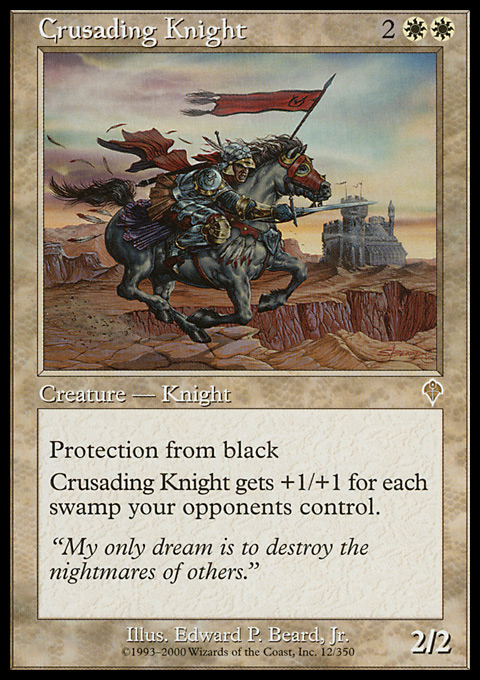 Crusading Knight 2
Creature — Knight
Protection from black
Crusading Knight gets +1/+1 for each
swamp your opponents control.
“My only dream is to destroy the
nightmares of others.”
Illus. Edward P. Beard, Jr.
©1993–2000 Wizards of the Coast, Inc. 12/350
2/2